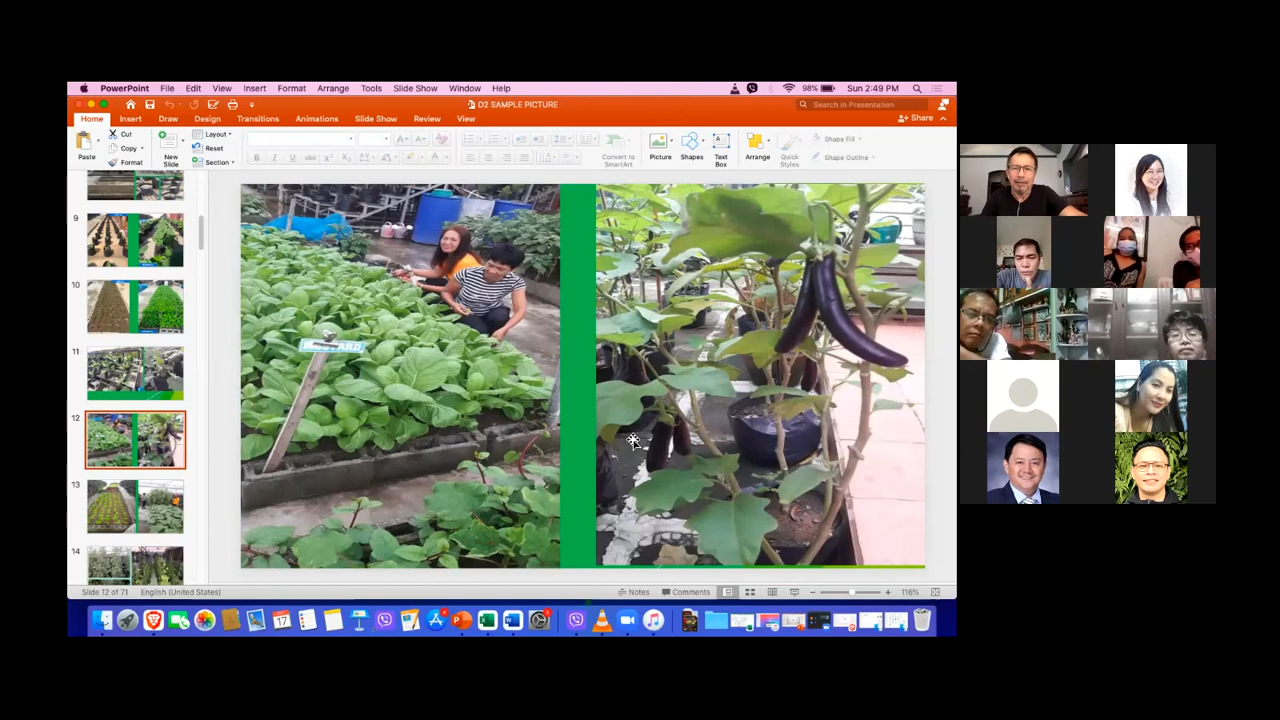 PowerPoint File Edit View Insert Format Arrange Tools Slide Show Window Help 98% Sun 2:49 PM
D2 SAMPLE PICTURE
Search in Presentation
Home Insert Draw Design Transitions Animations Slide Show Review View Share
Paste
Cut
Copy
Format
New Slide
Layout
Reset
Section
Convert to SmartArt
Picture
Shapes
Text Box
Arrange
Quick Styles
Shape Fill
Shape Outline
9
10
11
12
13
14
MUSTARD
Slide 12 of 71 English (United States) Notes Comments 116%
17